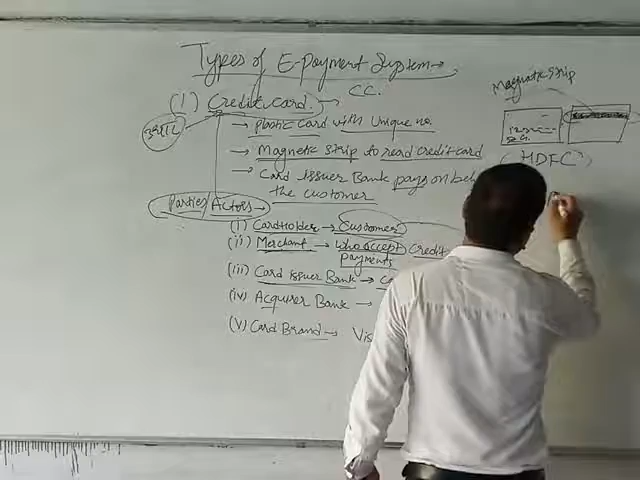 Types of E-Payment System→
CC.
(I) Credit card. →
→ Plastic Card with Unique no.
→ Magnetic Strip to read Credit card
→ Card Issuer Bank pays on
the customer
Parties/Actors→
(i) Cardholder → Customer
(ii) Merchant → who accept Credit
payments
(iii) Card Issuer Bank →
(iv) Acquirer Bank →
(v) Card Brand → Vis
Magnetic Strip
(HDFC)